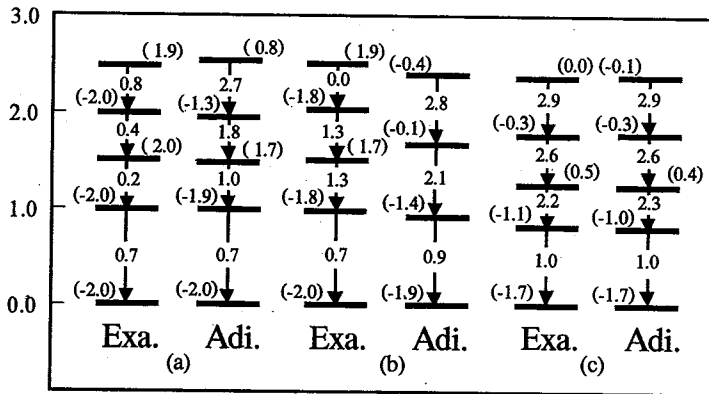 3.0
( 1.9) ( 0.8) ( 1.9) (-0.4) (0.0) (-0.1)
0.8 2.7 0.0 2.8 2.9 2.9
2.0 (-2.0) (-1.3) (-1.8) (-0.1) (-0.3) (-0.3)
0.4 1.8 1.3 2.6 2.6
( 2.0) ( 1.7) ( 1.7) (0.5) (0.4)
0.2 1.0 1.3 2.1 2.2 2.3
1.0 (-2.0) (-1.9) (-1.8) (-1.4) (-1.1) (-1.0)
0.7 0.7 0.7 0.9 1.0 1.0
0.0 (-2.0) (-2.0) (-2.0) (-1.9) (-1.7) (-1.7)
Exa. Adi. Exa. Adi. Exa. Adi.
(a) (b) (c)